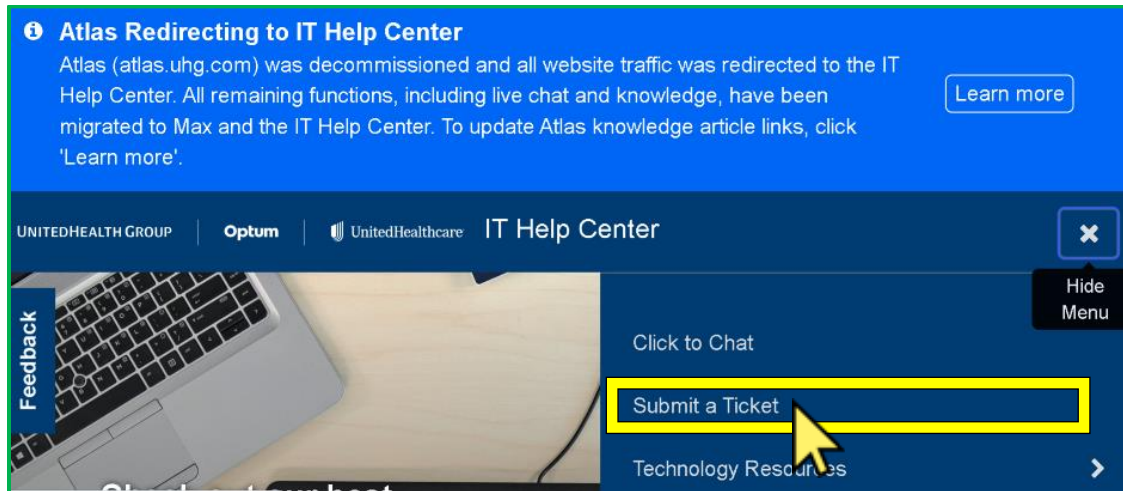 Atlas Redirecting to IT Help Center
Atlas (atlas.uhg.com) was decommissioned and all website traffic was redirected to the IT
Help Center. All remaining functions, including live chat and knowledge, have been
migrated to Max and the IT Help Center. To update Atlas knowledge article links, click
'Learn more'.
Learn more
UNITEDHEALTH GROUP
Optum
UnitedHealthcare
IT Help Center
Hide
Menu
Feedback
Click to Chat
Submit a Ticket
Technology Resources